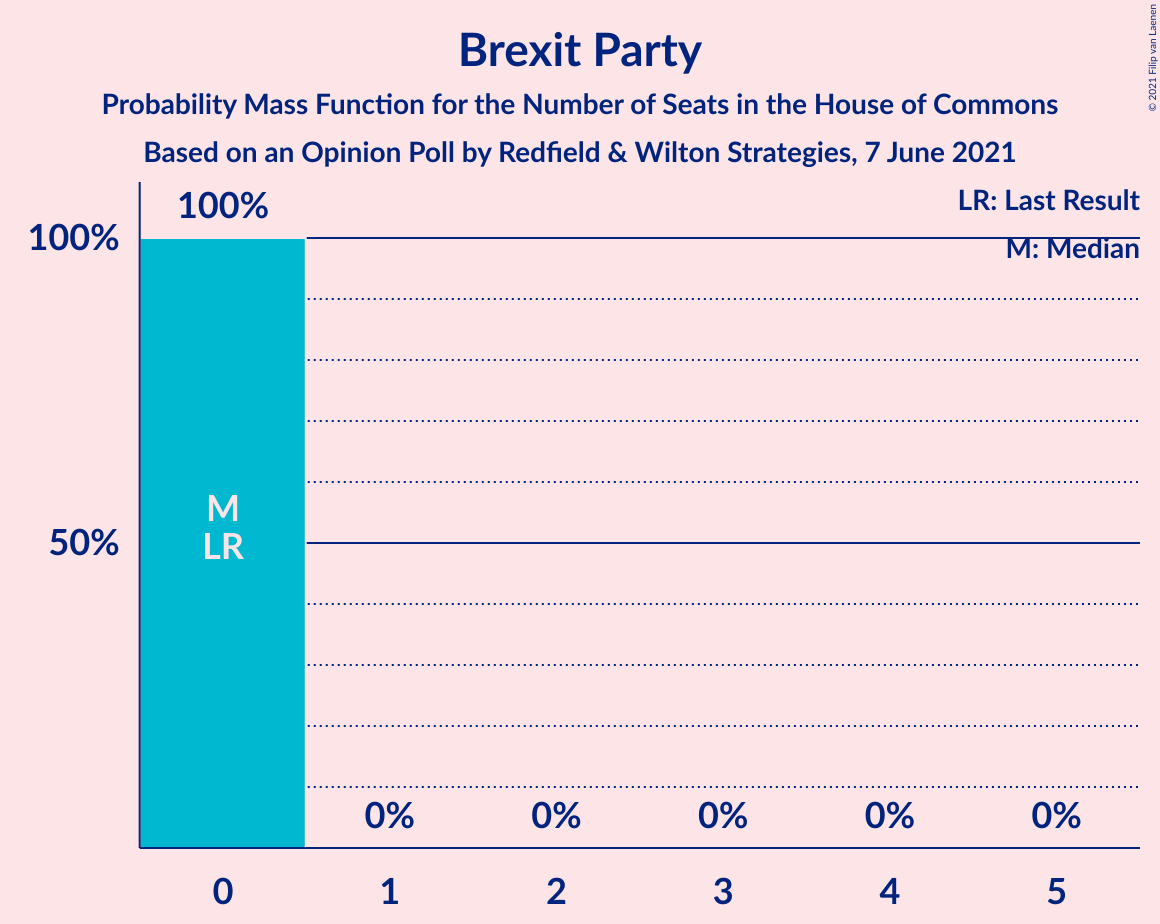 Brexit Party
Probability Mass Function for the Number of Seats in the House of Commons
Based on an Opinion Poll by Redfield & Wilton Strategies, 7 June 2021
© 2021 Filip van Laenen
LR: Last Result
M: Median
100%
100%
50%
M
LR
0% 0% 0% 0% 0%
0 1 2 3 4 5